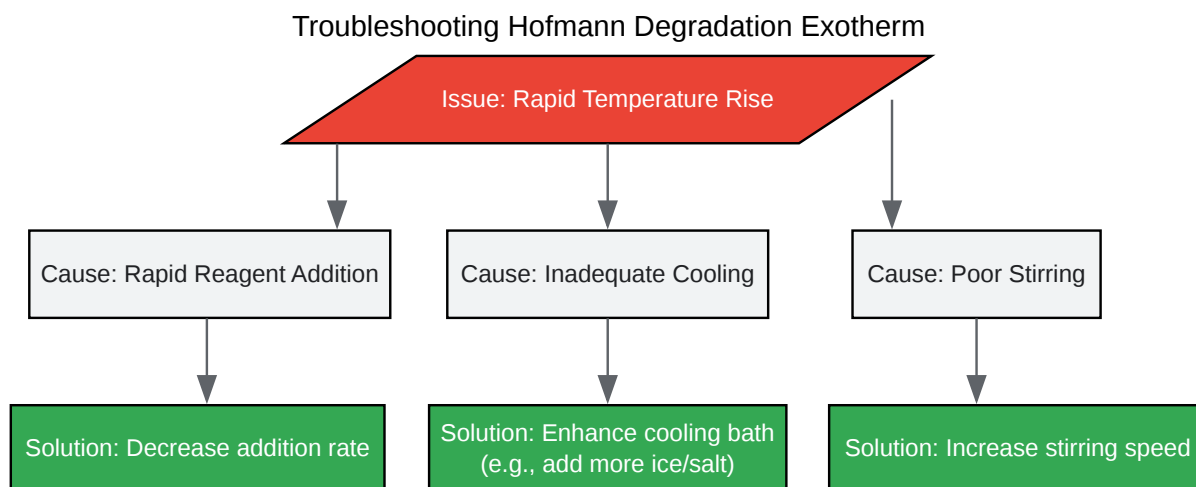 Troubleshooting Hofmann Degradation Exotherm
Issue: Rapid Temperature Rise
Cause: Rapid Reagent Addition
Cause: Inadequate Cooling
Cause: Poor Stirring
Solution: Decrease addition rate
Solution: Enhance cooling bath
(e.g., add more ice/salt)
Solution: Increase stirring speed